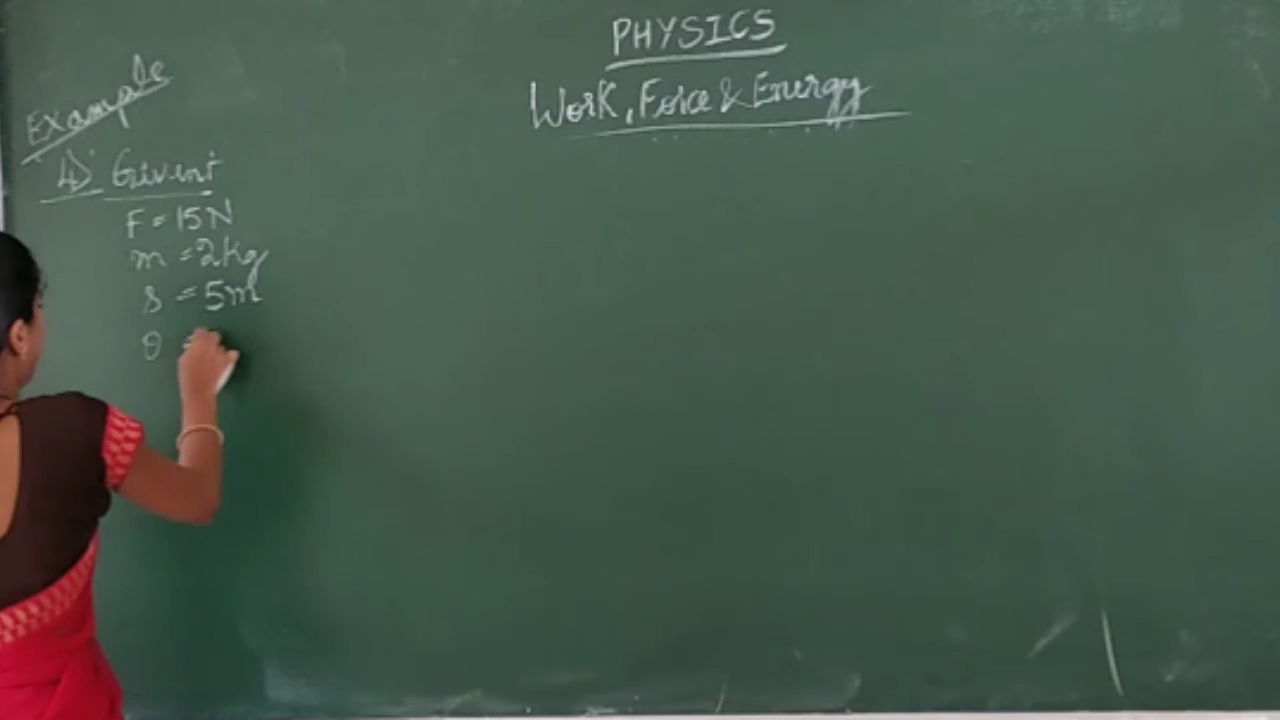 PHYSICS
Work, Force & Energy
Example
4) Given:
F = 15N
m = 2kg
s = 5m
θ =